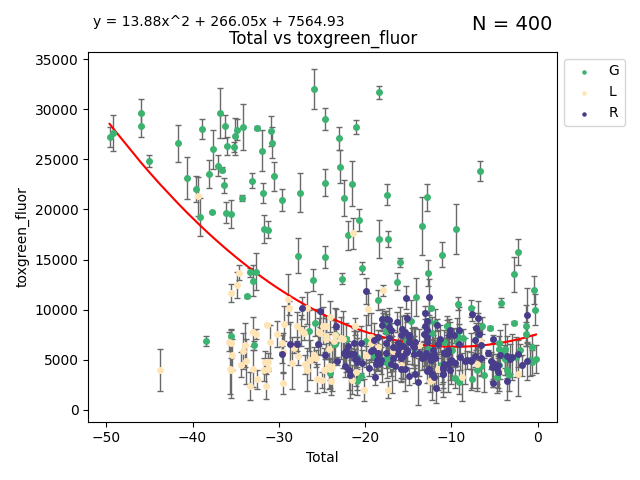 y = 13.88x^2 + 266.05x + 7564.93
N = 400
Total vs toxgreen_fluor
35000
30000
25000
20000
15000
10000
5000
0
toxgreen_fluor
−50
−40
−30
−20
−10
0
Total
G
L
R